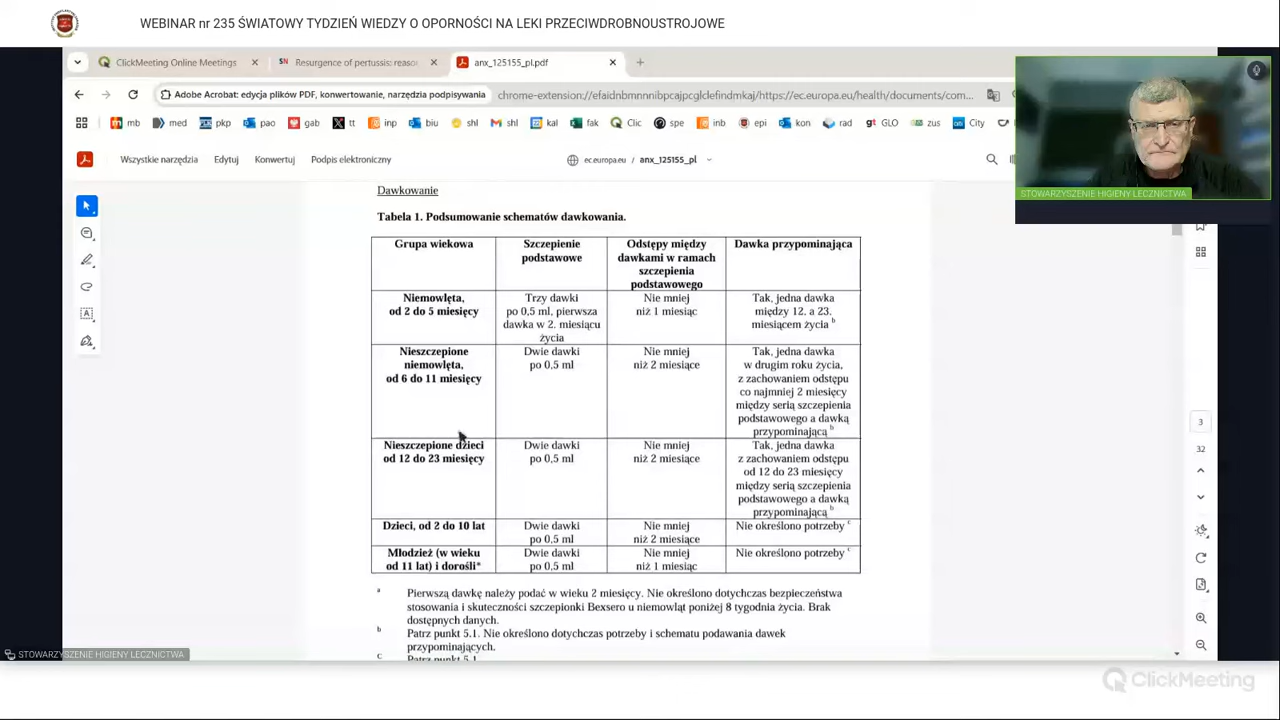 WEBINAR nr 235 ŚWIATOWY TYDZIEŃ WIEDZY O OPORNOŚCI NA LEKI PRZECIWDROBNOUSTROJOWE
ClickMeeting Online Meetings
SN Resurgence of pertussis: reaso
anx_125155_pl.pdf
Adobe Acrobat: edycja plików PDF, konwertowanie, narzędzia podpisywania
chrome-extension://efaidnbmnnnibpcajpcglclefindmkaj/https://ec.europa.eu/health/documents/com...
mb med pkp pao gab tt inp biu shl shl kal fak Clic spe inb epi kon rad gt GLO zus City
Wszystkie narzędzia Edytuj Konwertuj Podpis elektroniczny
ec.europa.eu / anx_125155_pl
STOWARZYSZENIE HIGIENY LECZNICTWA
Dawkowanie
Tabela 1. Podsumowanie schematów dawkowania.
Grupa wiekowa
Szczepienie
podstawowe
Odstępy między
dawkami w ramach
szczepienia
podstawowego
Dawka przypominająca
Niemowlęta,
od 2 do 5 miesięcy
Trzy dawki
po 0,5 ml, pierwsza
dawka w 2. miesiącu
życia
Nie mniej
niż 1 miesiąc
Tak, jedna dawka
między 12. a 23.
miesiącem życia b
Nieszczepione
niemowlęta,
od 6 do 11 miesięcy
Dwie dawki
po 0,5 ml
Nie mniej
niż 2 miesiące
Tak, jedna dawka
w drugim roku życia,
z zachowaniem odstępu
co najmniej 2 miesięcy
między serią szczepienia
podstawowego a dawką
przypominającą b
Nieszczepione dzieci
od 12 do 23 miesięcy
Dwie dawki
po 0,5 ml
Nie mniej
niż 2 miesiące
Tak, jedna dawka
z zachowaniem odstępu
od 12 do 23 miesięcy
między serią szczepienia
podstawowego a dawką
przypominającą b
Dzieci, od 2 do 10 lat
Dwie dawki
po 0,5 ml
Nie mniej
niż 2 miesiące
Nie określono potrzeby c
Młodzież (w wieku
od 11 lat) i dorośli*
Dwie dawki
po 0,5 ml
Nie mniej
niż 1 miesiąc
Nie określono potrzeby c
a Pierwszą dawkę należy podać w wieku 2 miesięcy. Nie określono dotychczas bezpieczeństwa
stosowania i skuteczności szczepionki Bexsero u niemowląt poniżej 8 tygodnia życia. Brak
dostępnych danych.
b Patrz punkt 5.1. Nie określono dotychczas potrzeby i schematu podawania dawek
przypominających.
c Patrz punkt 5.1
3
32
STOWARZYSZENIE HIGIENY LECZNICTWA
ClickMeeting